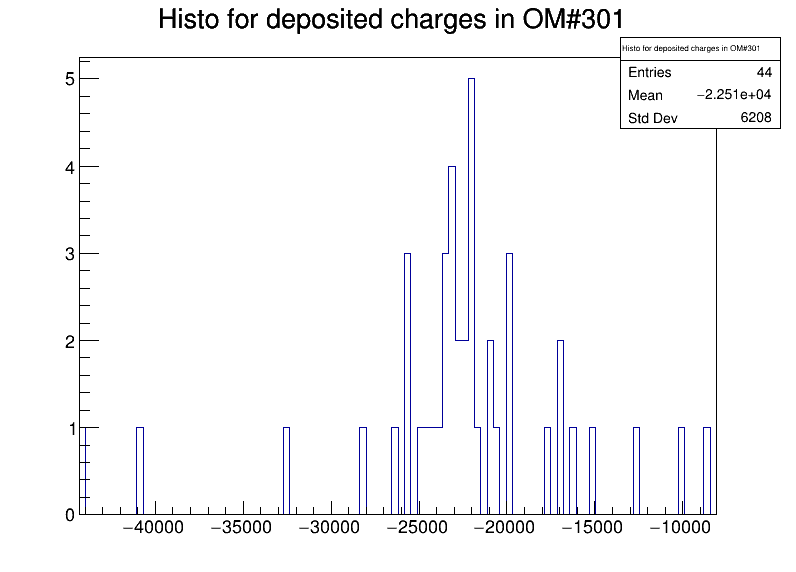 Histo for deposited charges in OM#301
Histo for deposited charges in OM#301
Entries 44
Mean −2.251e+04
Std Dev 6208
5
4
3
2
1
0
−40000 −35000 −30000 −25000 −20000 −15000 −10000